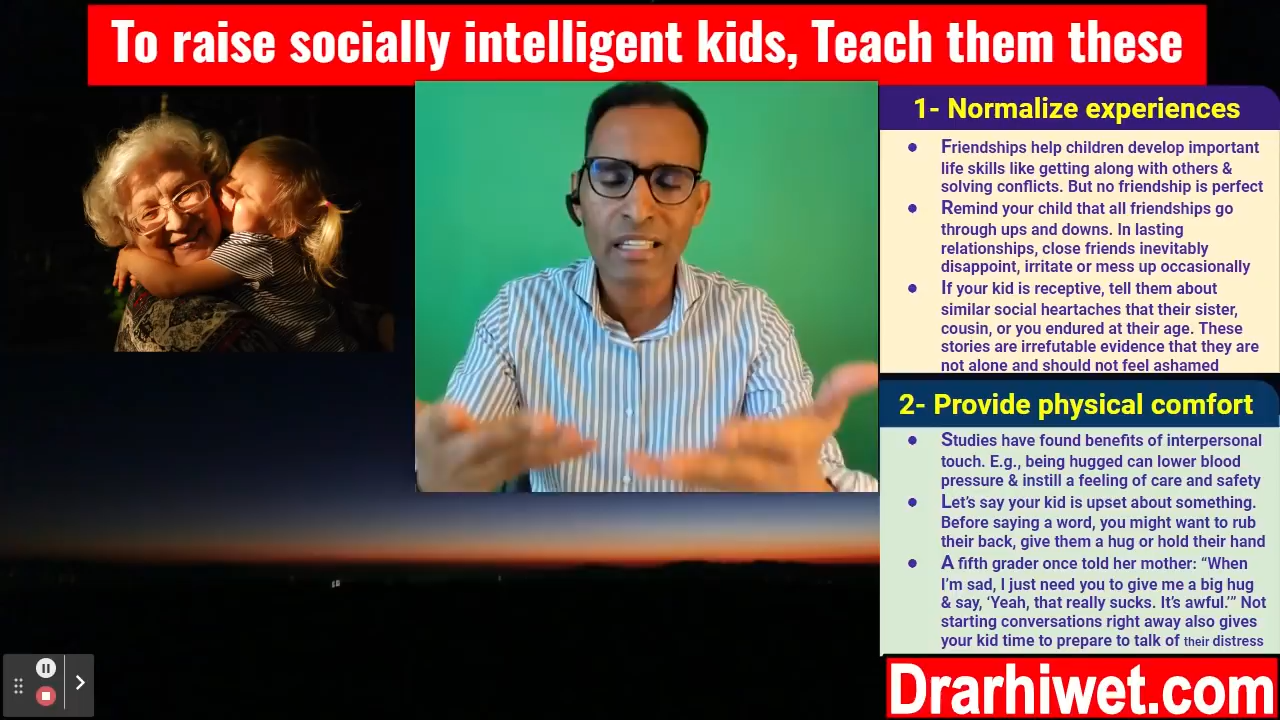 To raise socially intelligent kids, Teach them these
1- Normalize experiences
Friendships help children develop important
life skills like getting along with others &
solving conflicts. But no friendship is perfect
Remind your child that all friendships go
through ups and downs. In lasting
relationships, close friends inevitably
disappoint, irritate or mess up occasionally
If your kid is receptive, tell them about
similar social heartaches that their sister,
cousin, or you endured at their age. These
stories are irrefutable evidence that they are
not alone and should not feel ashamed
2- Provide physical comfort
Studies have found benefits of interpersonal
touch. E.g., being hugged can lower blood
pressure & instill a feeling of care and safety
Let's say your kid is upset about something.
Before saying a word, you might want to rub
their back, give them a hug or hold their hand
A fifth grader once told her mother: “When
I'm sad, I just need you to give me a big hug
& say, ‘Yeah, that really sucks. It's awful.’” Not
starting conversations right away also gives
your kid time to prepare to talk of their distress
Drarhiwet.com